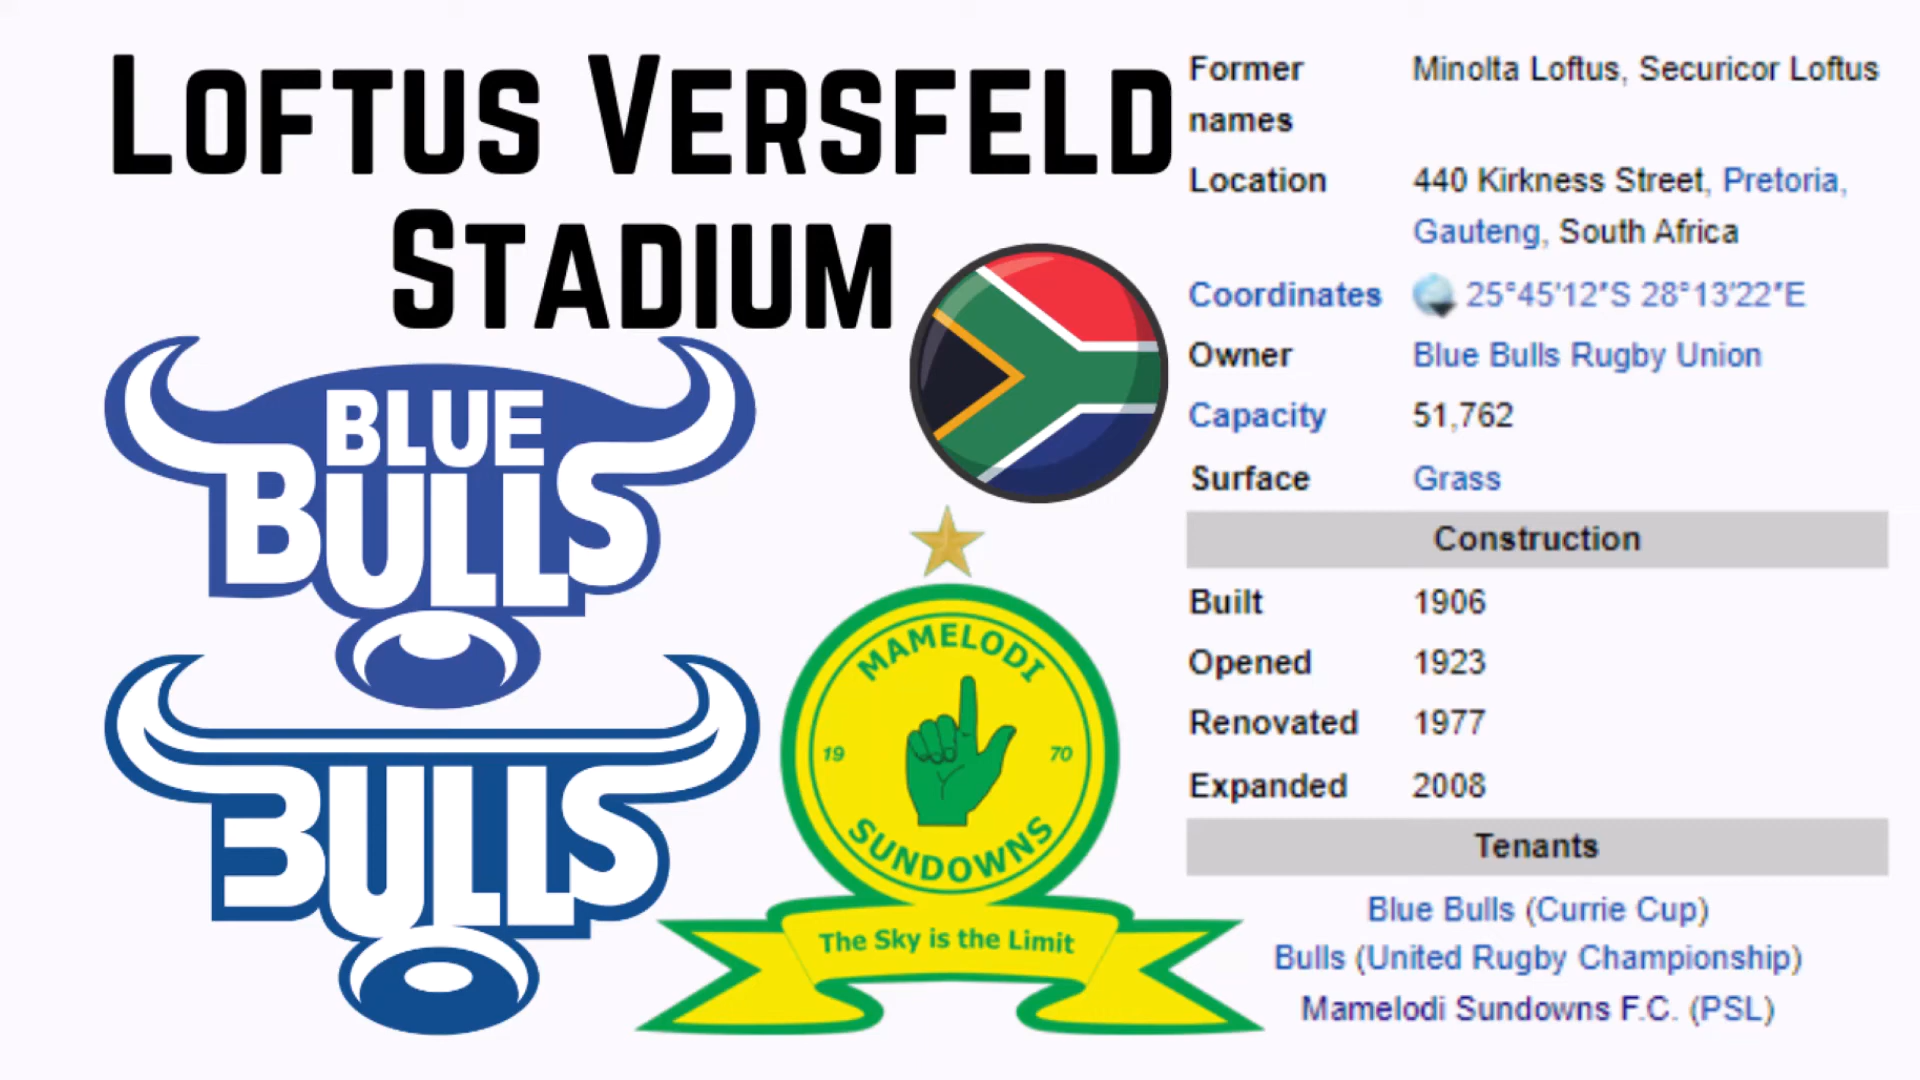 LOFTUS VERSFELD
STADIUM
BLUE
BULLS
BULLS
MAMELODI
19 70
SUNDOWNS
The Sky is the Limit
Former names Minolta Loftus, Securicor Loftus
Location 440 Kirkness Street, Pretoria,
Gauteng, South Africa
Coordinates 25°45′12″S 28°13′22″E
Owner Blue Bulls Rugby Union
Capacity 51,762
Surface Grass
Construction
Built 1906
Opened 1923
Renovated 1977
Expanded 2008
Tenants
Blue Bulls (Currie Cup)
Bulls (United Rugby Championship)
Mamelodi Sundowns F.C. (PSL)